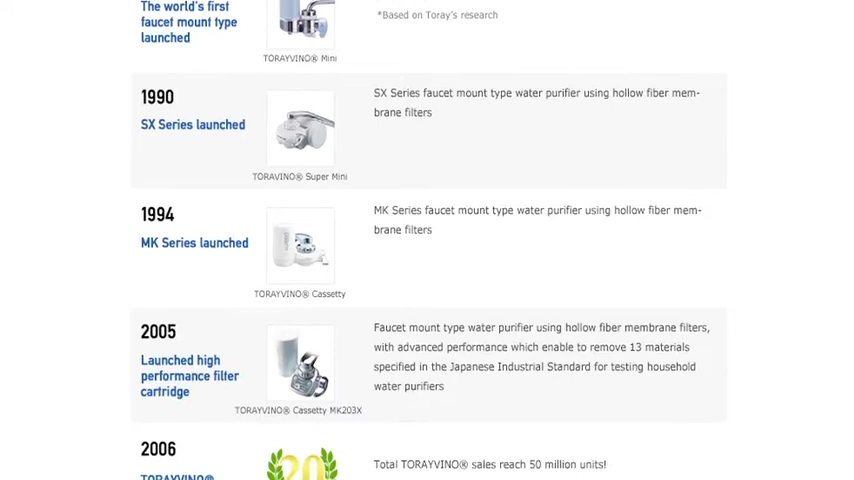 The world's first
faucet mount type
launched
*Based on Toray's research
TORAYVINO® Mini
1990
SX Series launched
SX Series faucet mount type water purifier using hollow fiber mem-
brane filters
TORAVINO® Super Mini
1994
MK Series launched
MK Series faucet mount type water purifier using hollow fiber mem-
brane filters
TORAYVINO® Cassetty
2005
Launched high
performance filter
cartridge
Faucet mount type water purifier using hollow fiber membrane filters,
with advanced performance which enable to remove 13 materials
specified in the Japanese Industrial Standard for testing household
water purifiers
TORAYVINO® Cassetty MK203X
2006
TORAYVINO®
20
Total TORAYVINO® sales reach 50 million units!